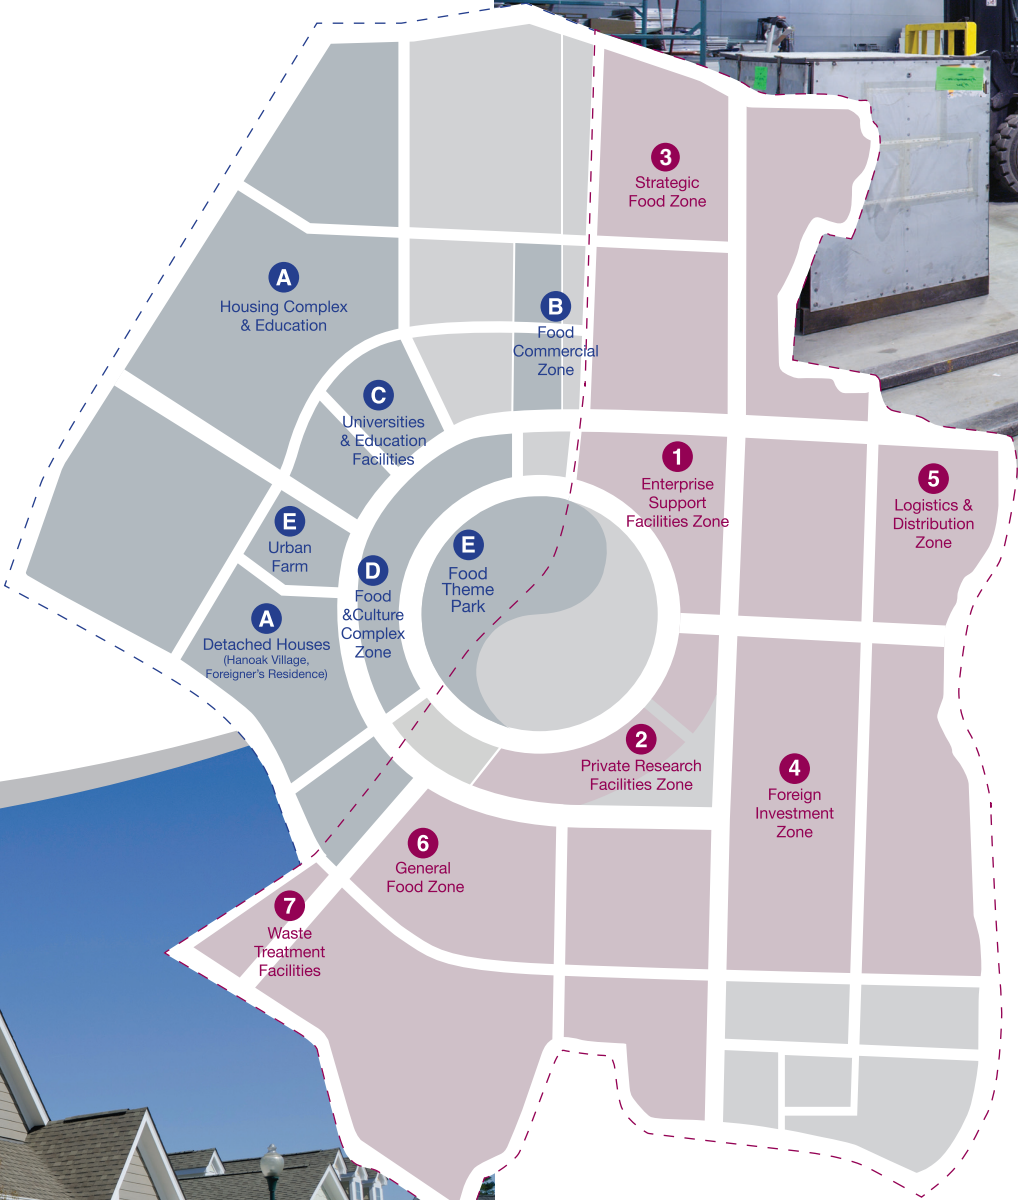 3
Strategic
Food Zone
A
Housing Complex
& Education
B
Food
Commercial
Zone
C
Universities
& Education
Facilities
1
Enterprise
Support
Facilities Zone
5
Logistics &
Distribution
Zone
E
Urban
Farm
E
Food
Theme
Park
D
Food
&Culture
Complex
Zone
A
Detached Houses
(Hanoak Village,
Foreigner's Residence)
2
Private Research
Facilities Zone
4
Foreign
Investment
Zone
6
General
Food Zone
7
Waste
Treatment
Facilities